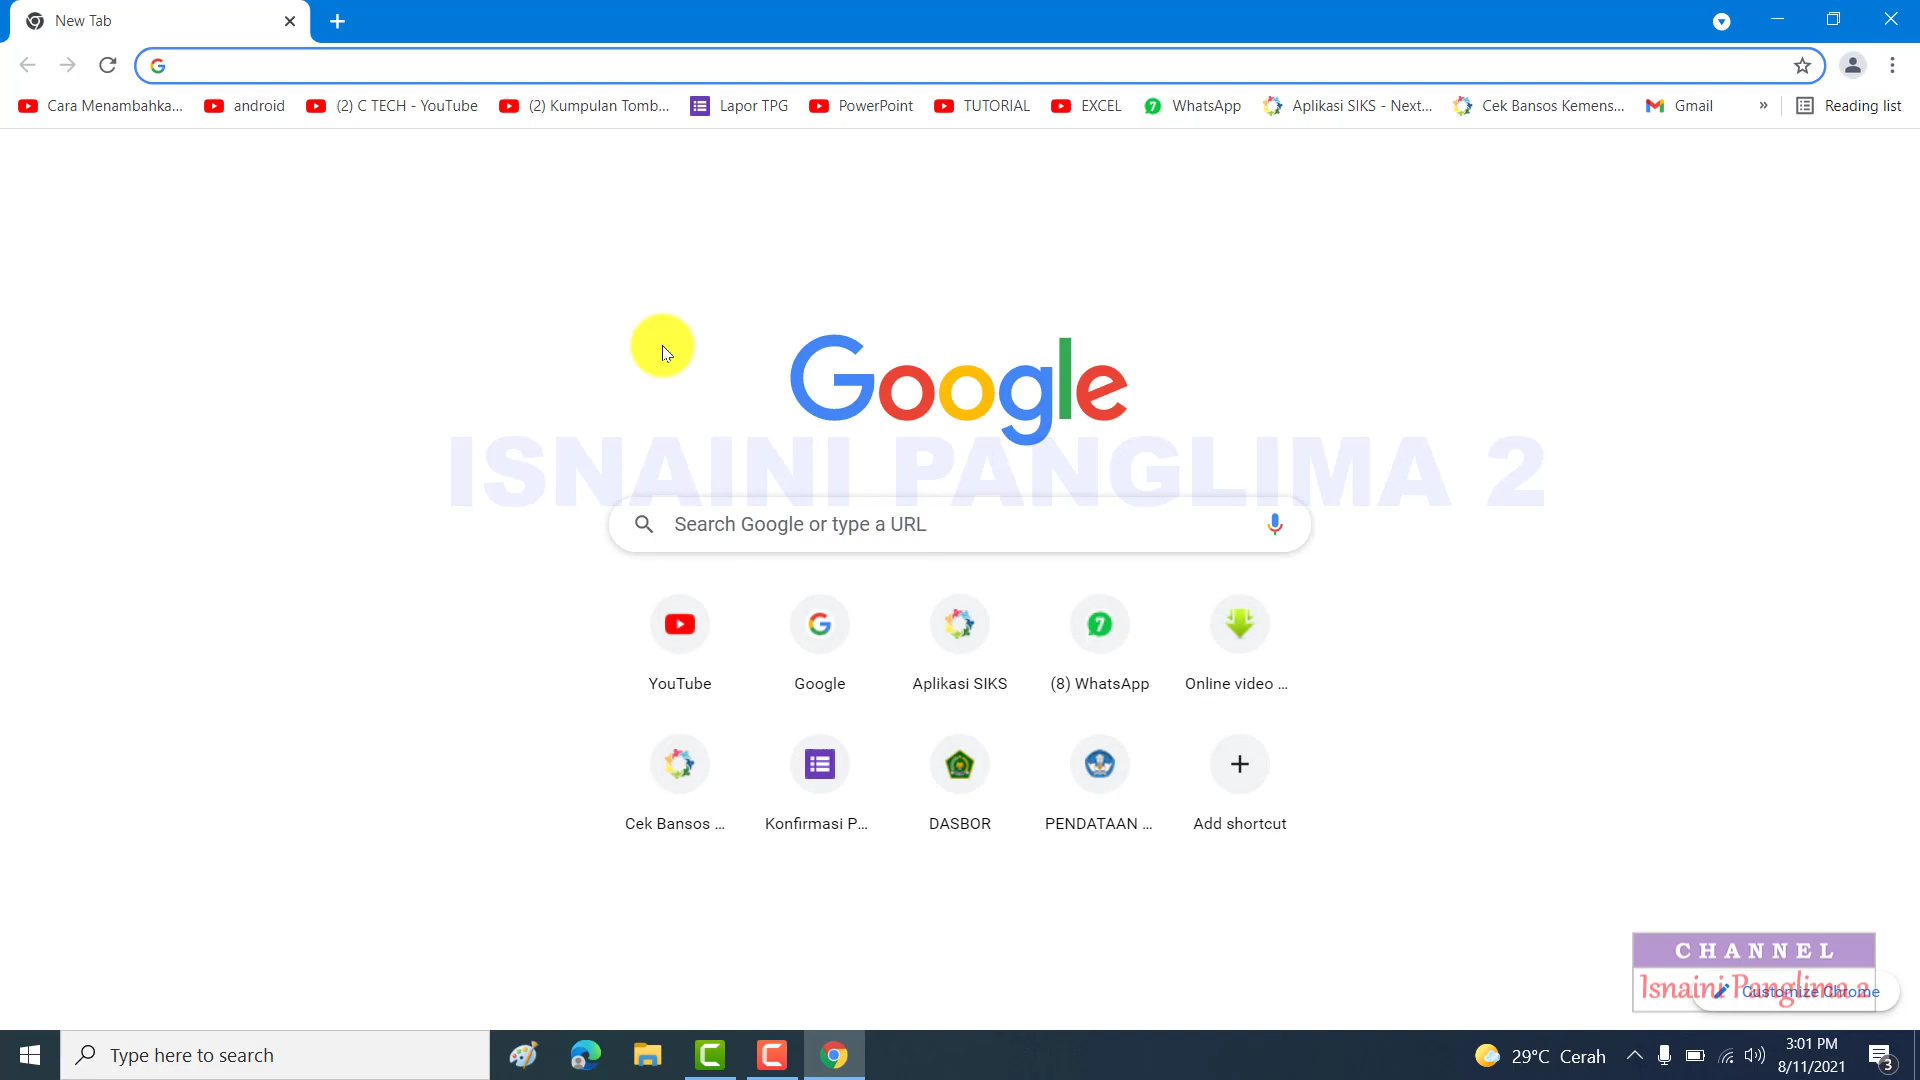 New Tab
Cara Menambahka...
android
(2) C TECH - YouTube
(2) Kumpulan Tomb...
Lapor TPG
PowerPoint
TUTORIAL
EXCEL
7
WhatsApp
Aplikasi SIKS - Next...
Cek Bansos Kemens...
Gmail
»
Reading list
Google
ISNAINI PANGLIMA 2
Search Google or type a URL
7
YouTube
Google
Aplikasi SIKS
(8) WhatsApp
Online video ...
Cek Bansos ...
Konfirmasi P...
DASBOR
PENDATAAN ...
Add shortcut
CHANNEL
Isnaini Panglima 2
Customize Chrome
Type here to search
29°C Cerah
3:01 PM
8/11/2021
3